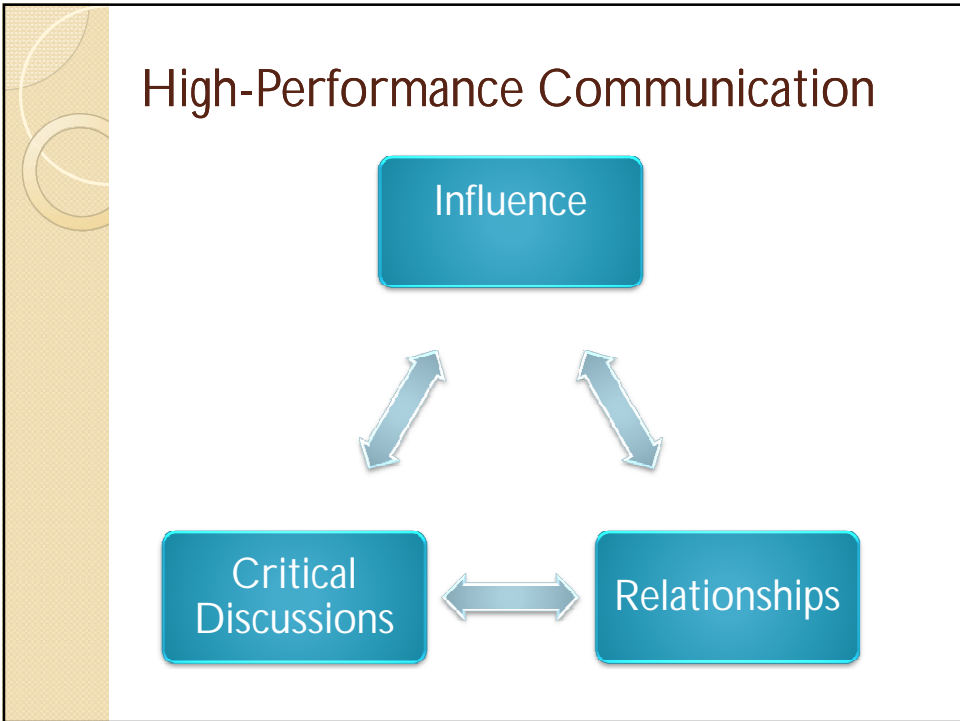 High-Performance Communication
Influence
Critical
Discussions
Relationships